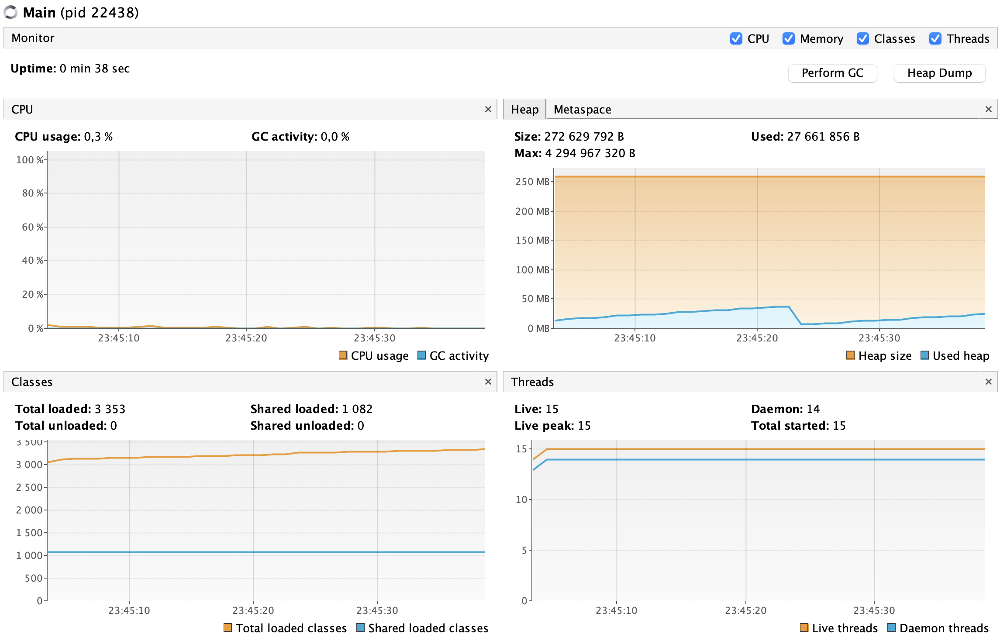 Main (pid 22438)
Monitor
CPU Memory Classes Threads
Uptime: 0 min 38 sec
Perform GC Heap Dump
CPU
CPU usage: 0,3 % GC activity: 0,0 %
100 %
80 %
60 %
40 %
20 %
0 %
23:45:10 23:45:20 23:45:30
CPU usage GC activity
Heap Metaspace
Size: 272 629 792 B Used: 27 661 856 B
Max: 4 294 967 320 B
250 MB
200 MB
150 MB
100 MB
50 MB
0 MB
23:45:10 23:45:20 23:45:30
Heap size Used heap
Classes
Total loaded: 3 353 Shared loaded: 1 082
Total unloaded: 0 Shared unloaded: 0
3 500
3 000
2 500
2 000
1 500
1 000
500
0
23:45:10 23:45:20 23:45:30
Total loaded classes Shared loaded classes
Threads
Live: 15 Daemon: 14
Live peak: 15 Total started: 15
15
10
5
0
23:45:10 23:45:20 23:45:30
Live threads Daemon threads